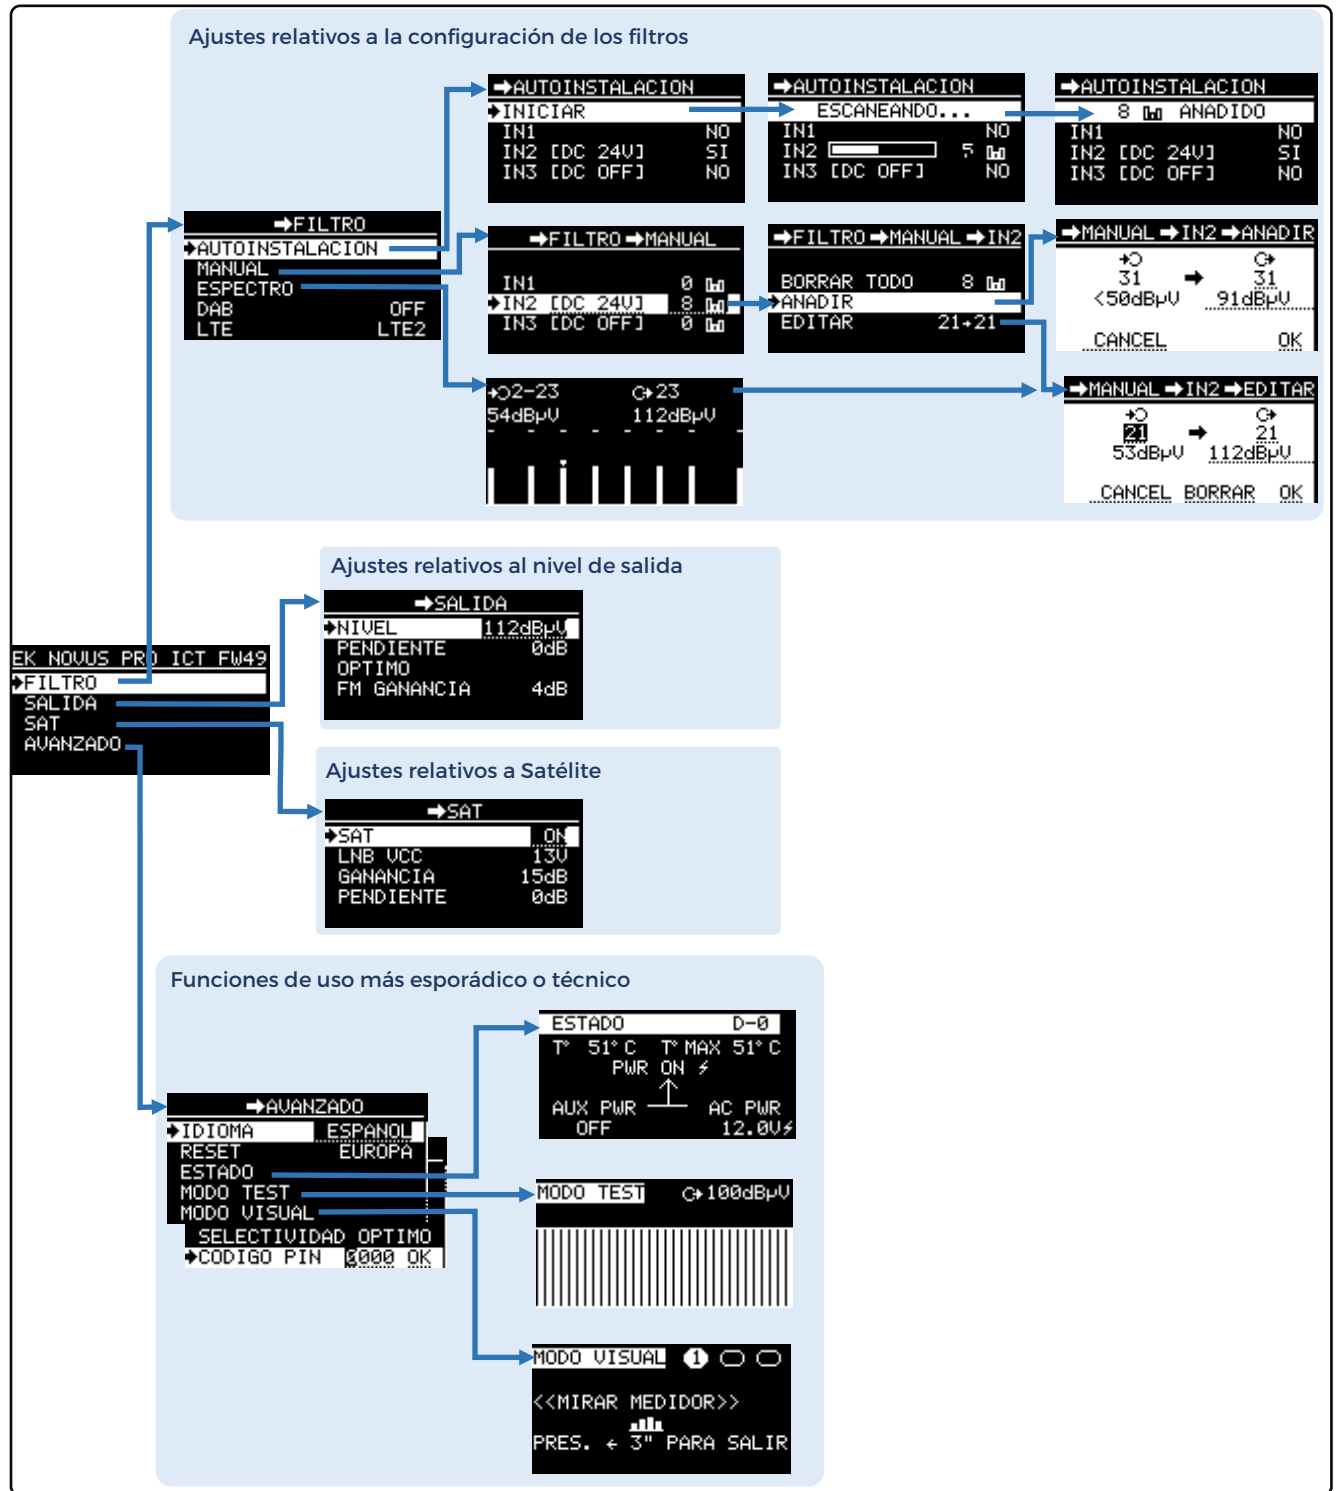 Ajustes relativos a la configuración de los filtros
➡AUTOINSTALACION
➧INICIAR
IN1 NO
IN2 [DC 24V] SI
IN3 [DC OFF] NO
➡AUTOINSTALACION
ESCANEANDO...
IN1 NO
IN2 5
IN3 [DC OFF] NO
➡AUTOINSTALACION
8 ANADIDO
IN1 NO
IN2 [DC 24V] SI
IN3 [DC OFF] NO
➡FILTRO
➧AUTOINSTALACION
MANUAL
ESPECTRO
DAB OFF
LTE LTE2
➡FILTRO➡MANUAL
IN1 0
➧IN2 [DC 24V] 8
IN3 [DC OFF] 0
➡FILTRO➡MANUAL➡IN2
BORRAR TODO 8
➧ANADIR
EDITAR 21→21
➡MANUAL➡IN2➡ANADIR
31 ➡ 31
<50dBµV 91dBµV
CANCEL OK
2-23 23
54dBµV 112dBµV
➡MANUAL➡IN2➡EDITAR
21 ➡ 21
53dBµV 112dBµV
CANCEL BORRAR OK
Ajustes relativos al nivel de salida
➡SALIDA
➧NIVEL 112dBµV
PENDIENTE 0dB
OPTIMO
FM GANANCIA 4dB
EK NOVUS PRO ICT FW49
➧FILTRO
SALIDA
SAT
AVANZADO
Ajustes relativos a Satélite
➡SAT
➧SAT ON
LNB VCC 13V
GANANCIA 15dB
PENDIENTE 0dB
Funciones de uso más esporádico o técnico
ESTADO D-0
Tº 51ºC TºMAX 51ºC
PWR ON ⚡
AUX PWR AC PWR
OFF 12.0V⚡
➡AVANZADO
➧IDIOMA ESPANOL
RESET EUROPA
ESTADO
MODO TEST
MODO VISUAL
SELECTIVIDAD OPTIMO
➧CODIGO PIN 0000 OK
MODO TEST 100dBµV
MODO VISUAL 1
<<MIRAR MEDIDOR>>
PRES. ← 3" PARA SALIR